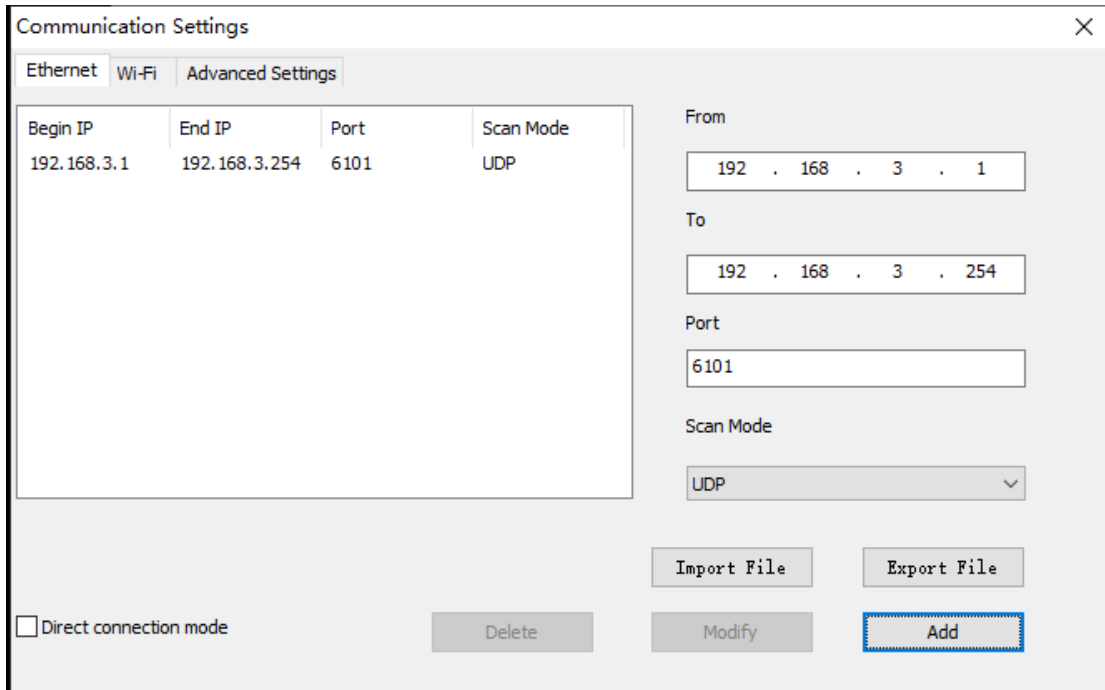 Communication Settings
Ethernet Wi-Fi Advanced Settings
Begin IP End IP Port Scan Mode
192.168.3.1 192.168.3.254 6101 UDP
From
192 . 168 . 3 . 1
To
192 . 168 . 3 . 254
Port
6101
Scan Mode
UDP
Import File Export File
Direct connection mode Delete Modify Add